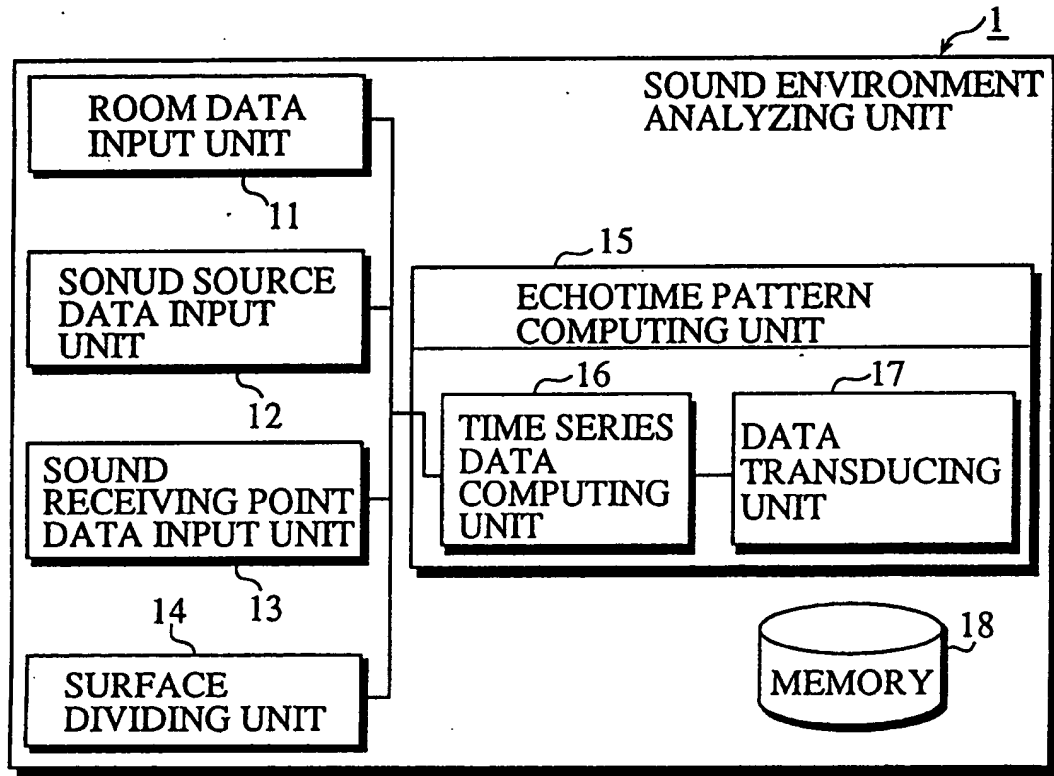 1
SOUND ENVIRONMENT
ANALYZING UNIT
ROOM DATA
INPUT UNIT
11
SONUD SOURCE
DATA INPUT
UNIT
12
SOUND
RECEIVING POINT
DATA INPUT UNIT
13
14
SURFACE
DIVIDING UNIT
15
ECHOTIME PATTERN
COMPUTING UNIT
16
TIME SERIES
DATA
COMPUTING
UNIT
17
DATA
TRANSDUCING
UNIT
18
MEMORY